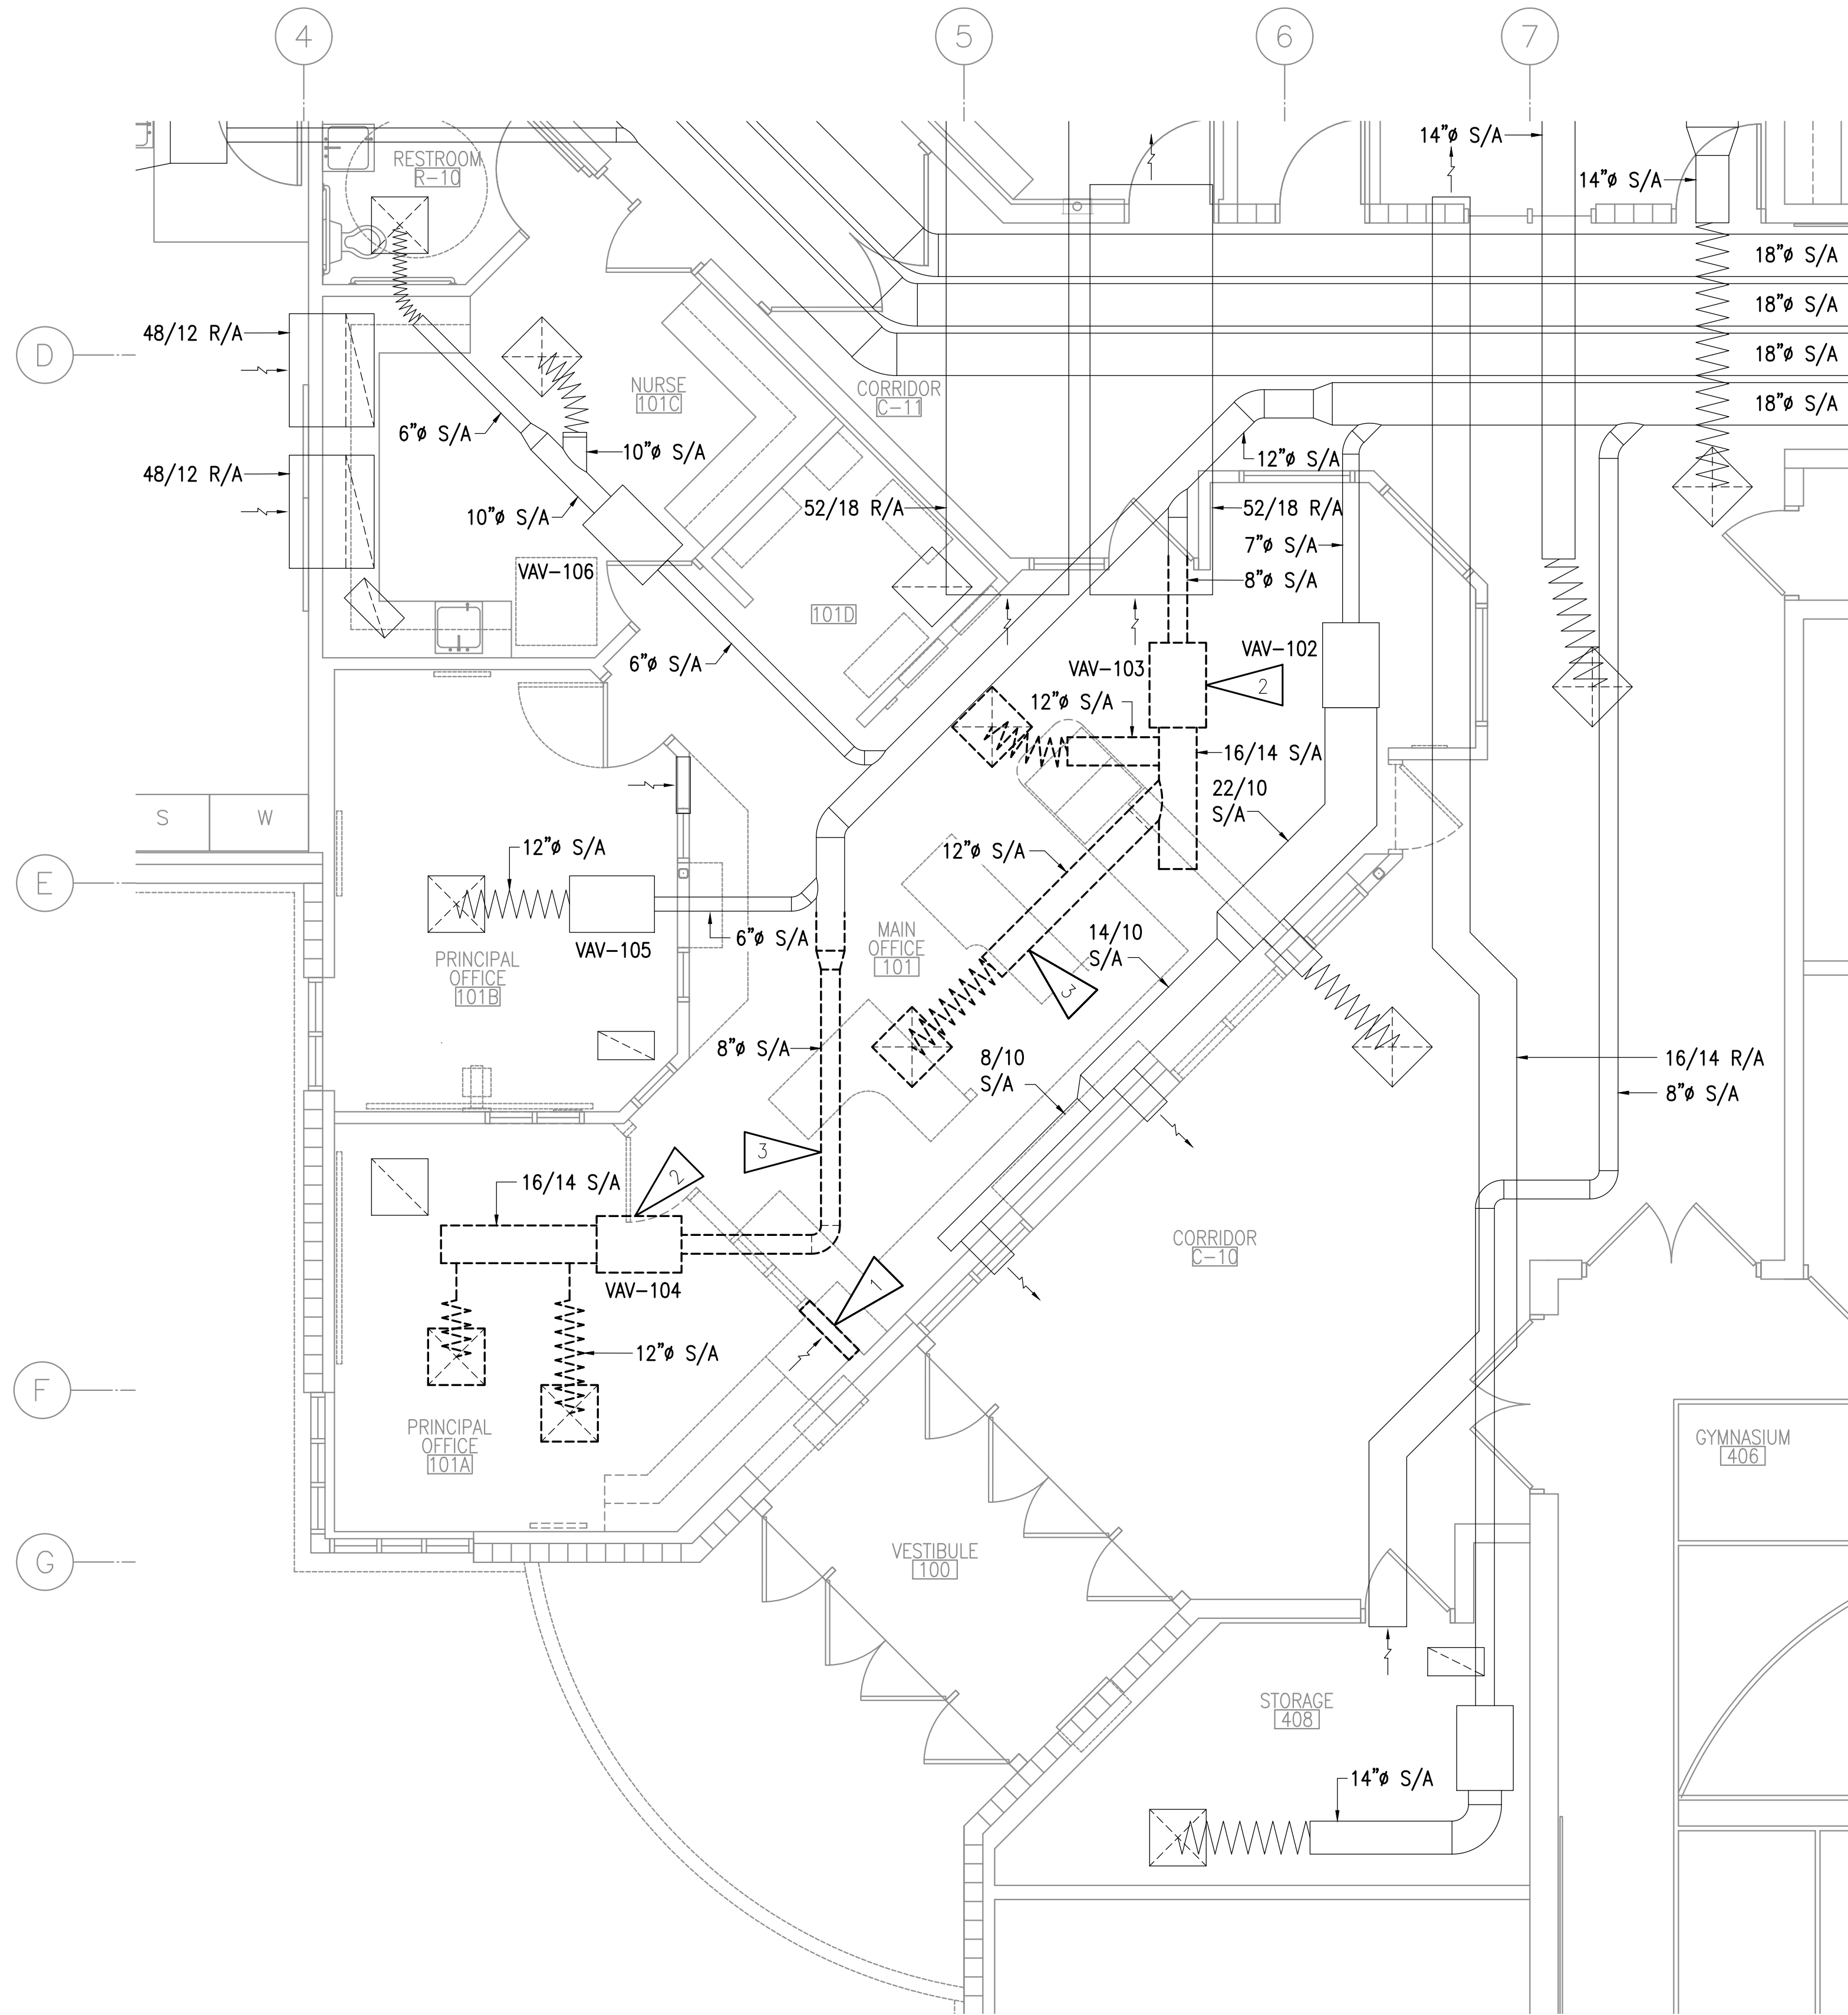 4
5
6
7
14"ø S/A
14"ø S/A
RESTROOM
R-10
18"ø S/A
18"ø S/A
48/12 R/A
D
18"ø S/A
NURSE
101C
CORRIDOR
C-11
18"ø S/A
6"ø S/A
10"ø S/A
12"ø S/A
48/12 R/A
10"ø S/A
52/18 R/A
52/18 R/A
7"ø S/A
VAV-106
8"ø S/A
101D
6"ø S/A
VAV-103
VAV-102
2
12"ø S/A
16/14 S/A
22/10
S/A
S
W
12"ø S/A
12"ø S/A
E
MAIN
OFFICE
101
6"ø S/A
VAV-105
14/10
S/A
PRINCIPAL
OFFICE
101B
3
8"ø S/A
8/10
S/A
16/14 R/A
8"ø S/A
3
2
16/14 S/A
CORRIDOR
C-10
VAV-104
1
12"ø S/A
F
PRINCIPAL
OFFICE
101A
GYMNASIUM
406
G
VESTIBULE
100
STORAGE
408
14"ø S/A